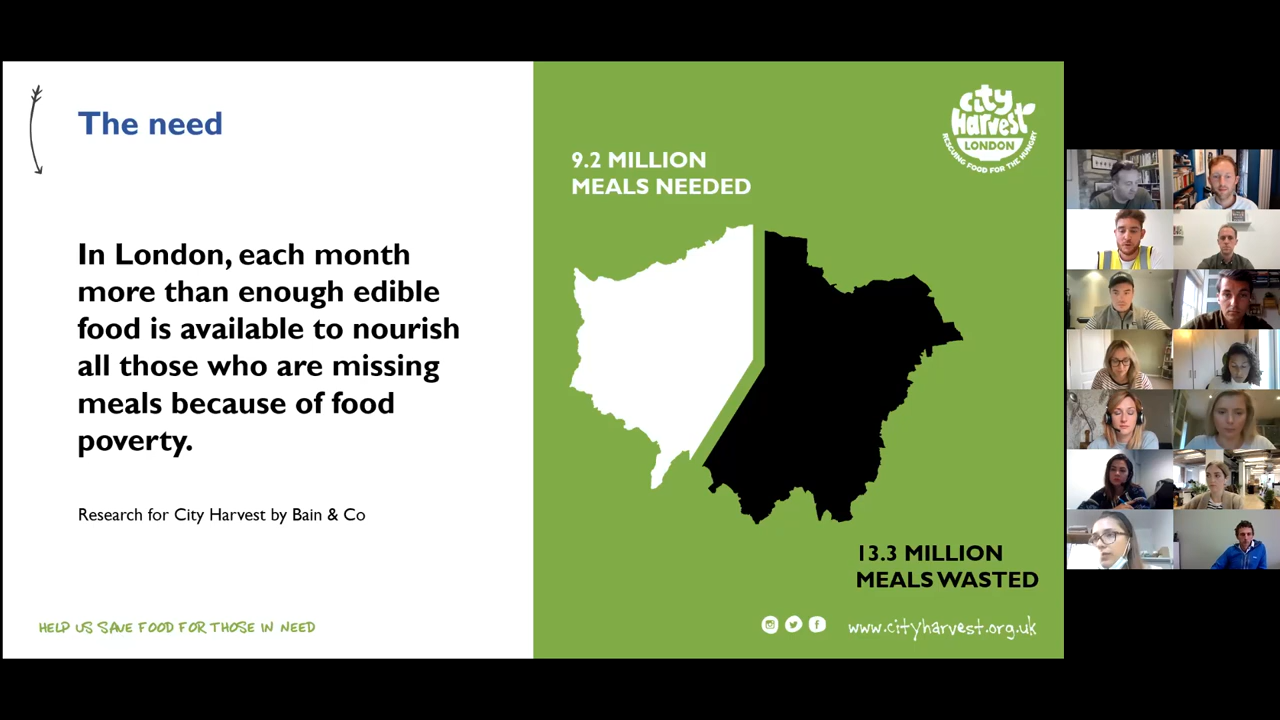 The need
In London, each month
more than enough edible
food is available to nourish
all those who are missing
meals because of food
poverty.
Research for City Harvest by Bain & Co
HELP US SAVE FOOD FOR THOSE IN NEED
city
Harvest
LONDON
RESCUING FOOD FOR THE HUNGRY
9.2 MILLION
MEALS NEEDED
13.3 MILLION
MEALS WASTED
www.cityharvest.org.uk